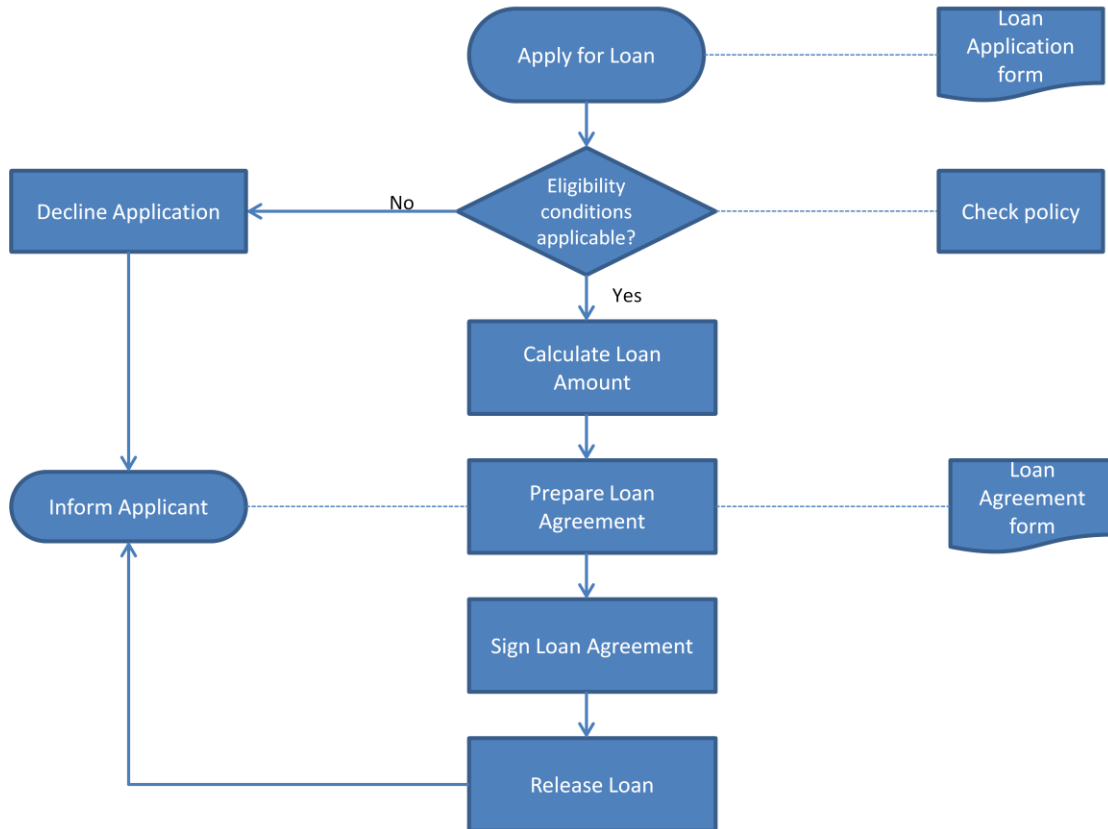 Apply for Loan
Loan
Application
form
Decline Application
No
Eligibility
conditions
applicable?
Check policy
Yes
Calculate Loan
Amount
Inform Applicant
Prepare Loan
Agreement
Loan
Agreement
form
Sign Loan Agreement
Release Loan